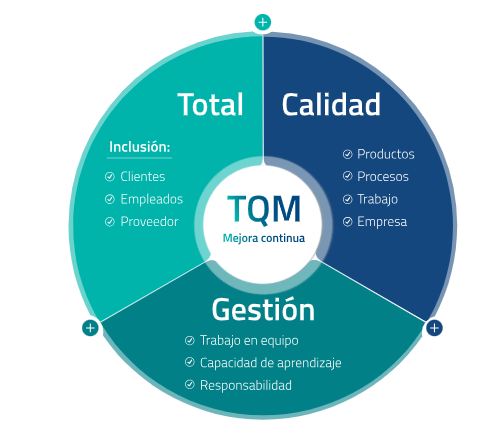 Total
Inclusión:
Clientes
Empleados
Proveedor
Calidad
Productos
Procesos
Trabajo
Empresa
TQM
Mejora continua
Gestión
Trabajo en equipo
Capacidad de aprendizaje
Responsabilidad